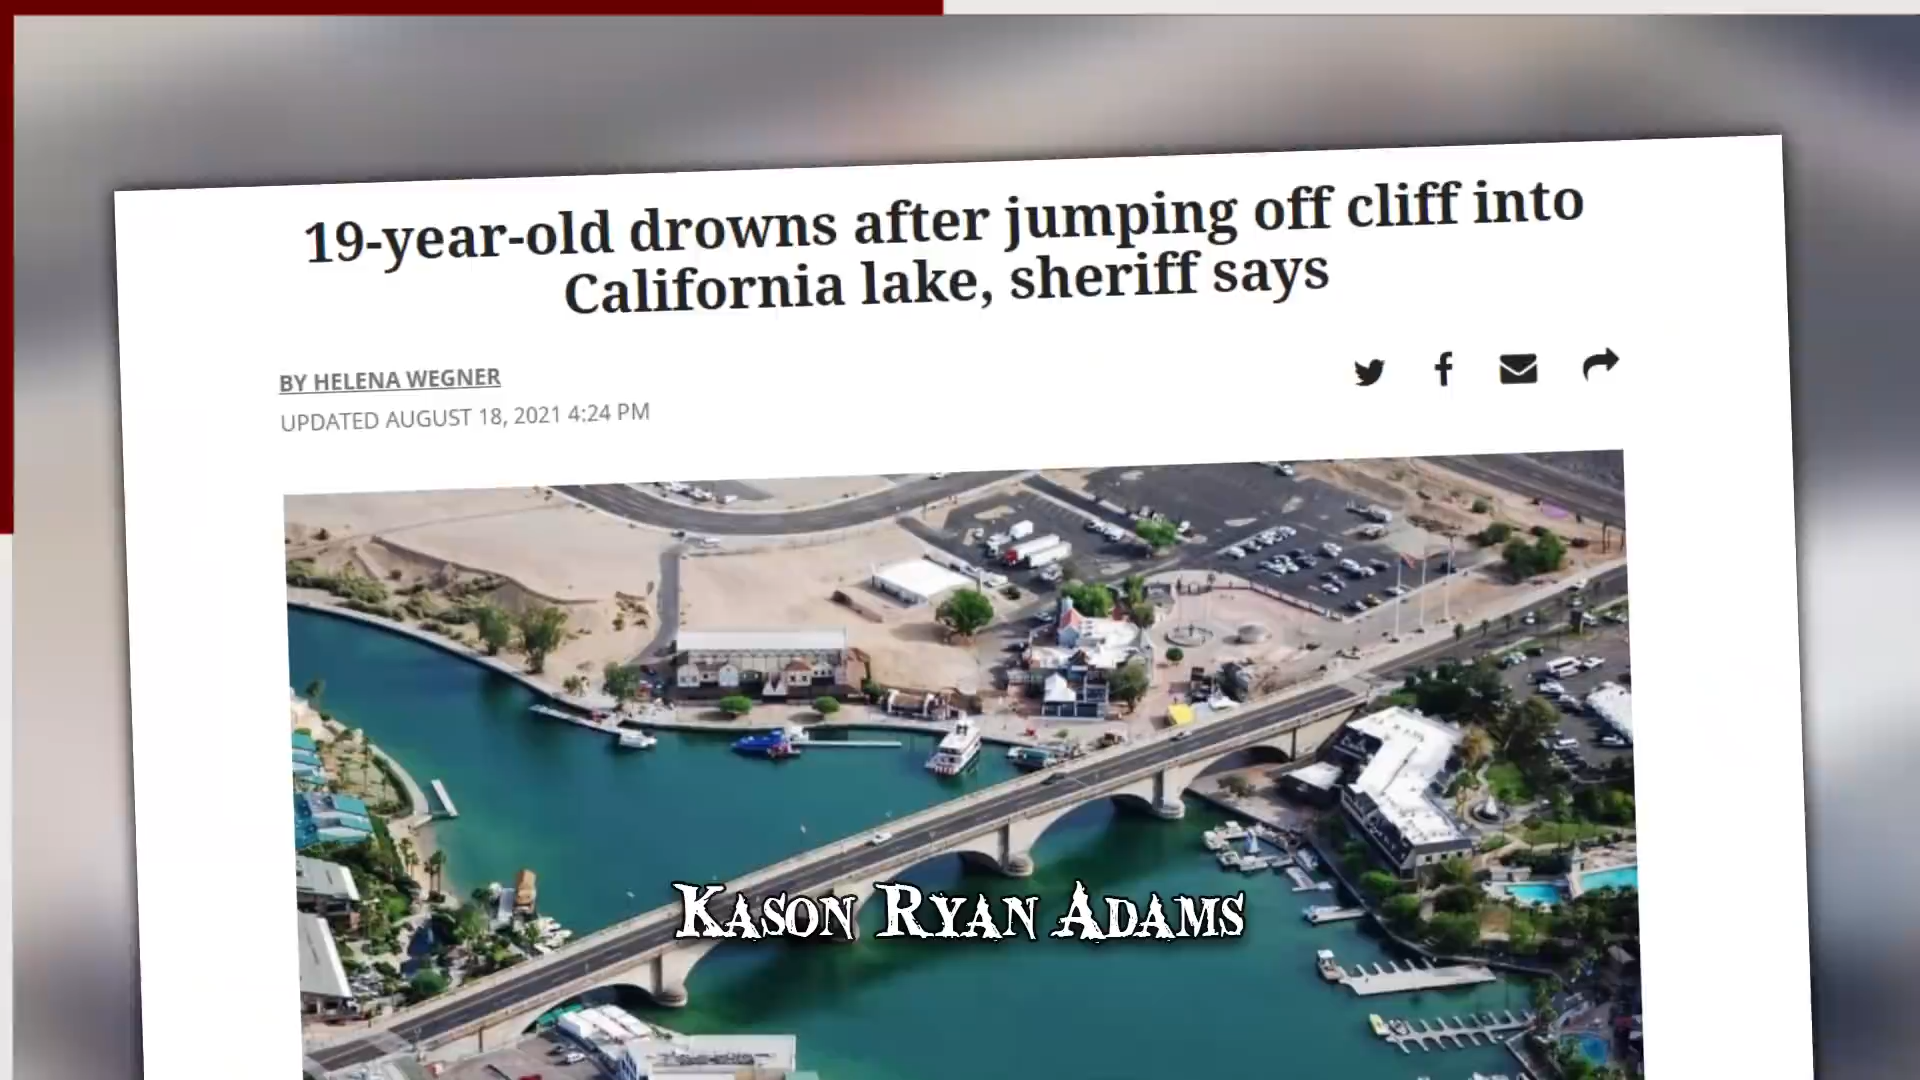 19-year-old drowns after jumping off cliff into
California lake, sheriff says
BY HELENA WEGNER
UPDATED AUGUST 18, 2021 4:24 PM
Kason Ryan Adams